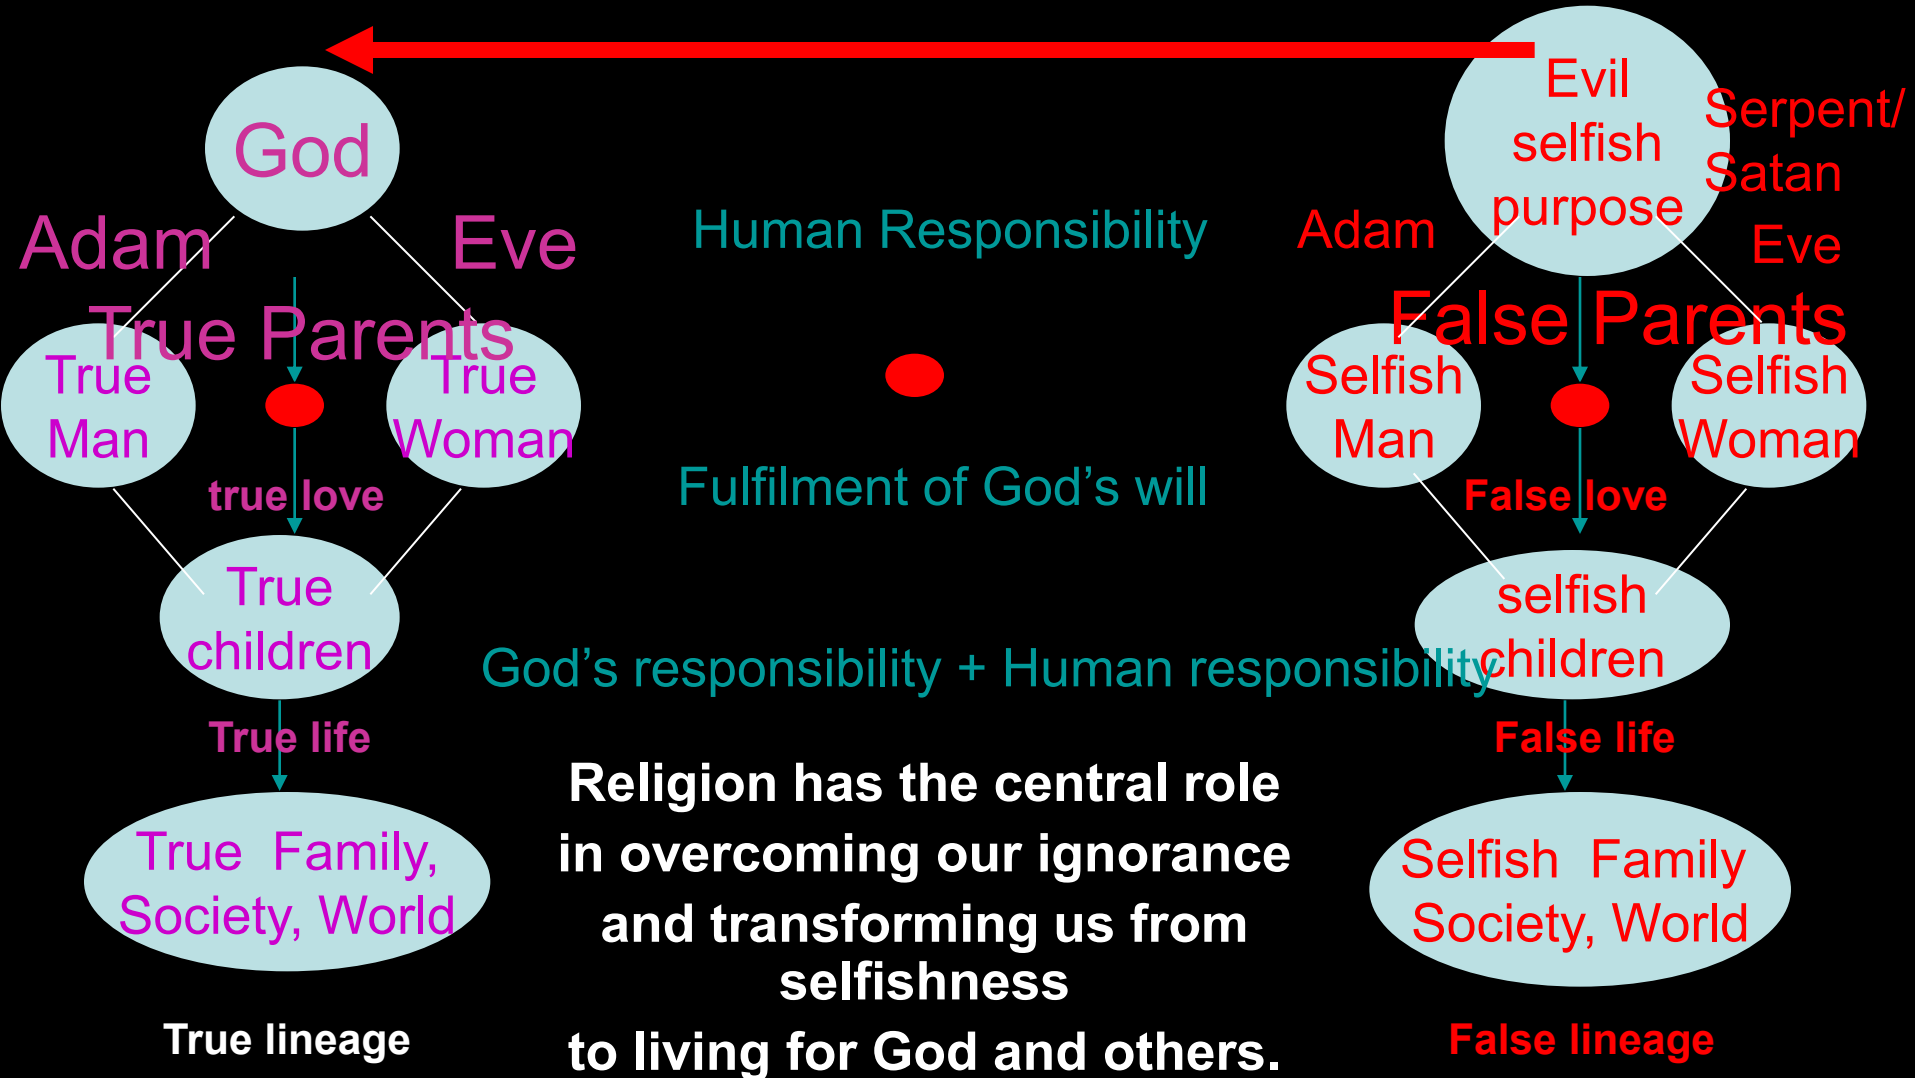 God
Adam
Eve
True Parents
True
Man
True
Woman
true love
True
children
True life
True  Family,
Society, World
True lineage
Human Responsibility
Fulfilment of God’s will
God’s responsibility + Human responsibility
Religion has the central role
in overcoming our ignorance
and transforming us from
selfishness
to living for God and others.
Evil
selfish
purpose
Serpent/
Satan
Adam
Eve
False Parents
Selfish
Man
Selfish
Woman
False love
selfish
children
False life
Selfish  Family
Society, World
False lineage